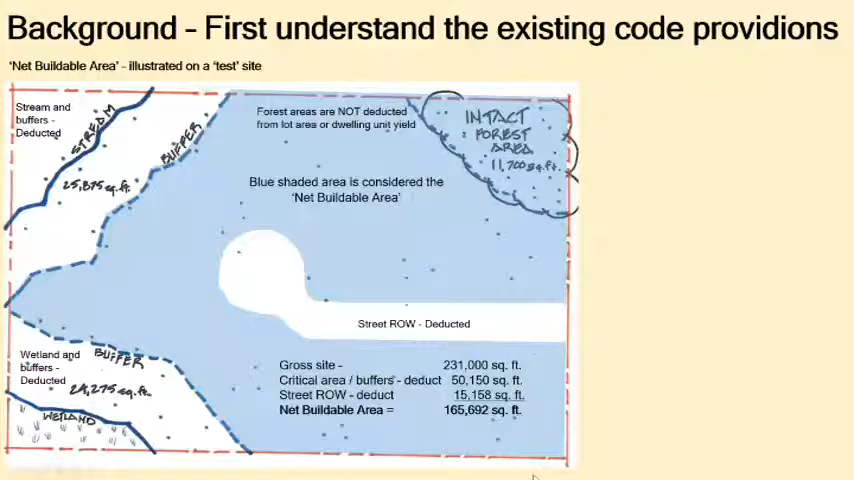 Background - First understand the existing code providions
'Net Buildable Area' - illustrated on a 'test' site
Stream and
buffers -
Deducted
STREAM
BUFFER
25,875 sq.ft.
Forest areas are NOT deducted
from lot area or dwelling unit yield
INTACT
FOREST
AREA
11,700 sq.ft.
Blue shaded area is considered the
'Net Buildable Area'
Street ROW - Deducted
Wetland and
buffers -
Deducted
BUFFER
24,275 sq.ft.
WETLAND
Gross site - 231,000 sq. ft.
Critical area / buffers - deduct 50,150 sq. ft.
Street ROW - deduct 15,158 sq. ft.
Net Buildable Area = 165,692 sq. ft.